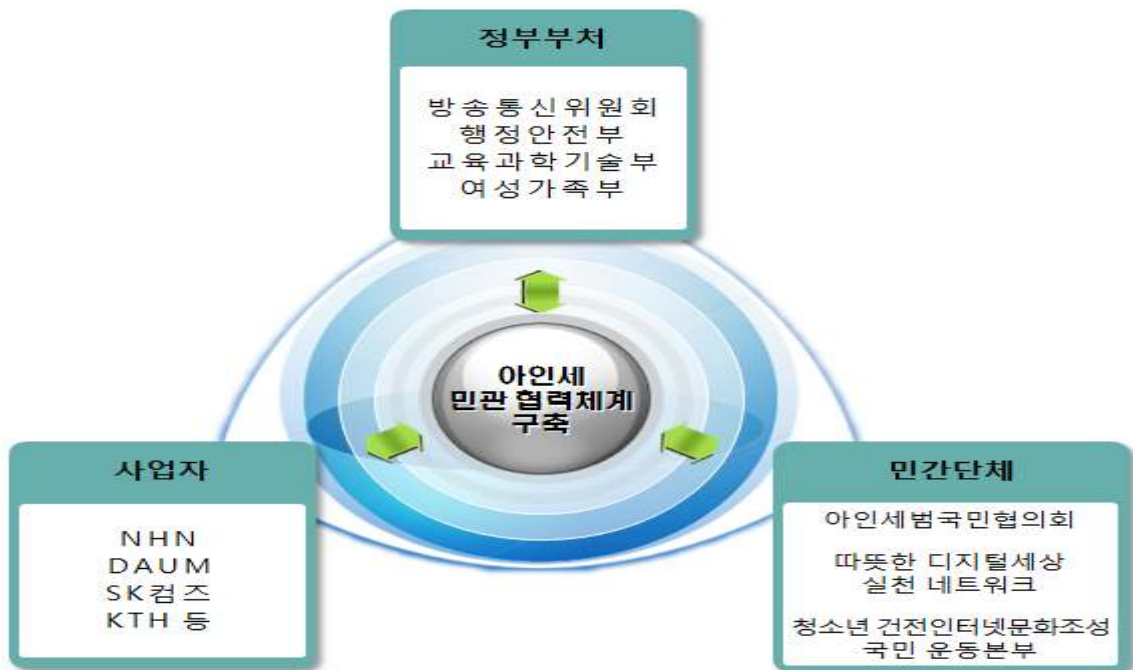 정부부처
방송통신위원회
행정안전부
교육과학기술부
여성가족부
아인세
민관 협력체계
구축
사업자
NHN
DAUM
SK컴즈
KTH 등
민간단체
아인세범국민협의회
따뜻한 디지털세상
실천 네트워크
청소년 건전인터넷문화조성
국민 운동본부